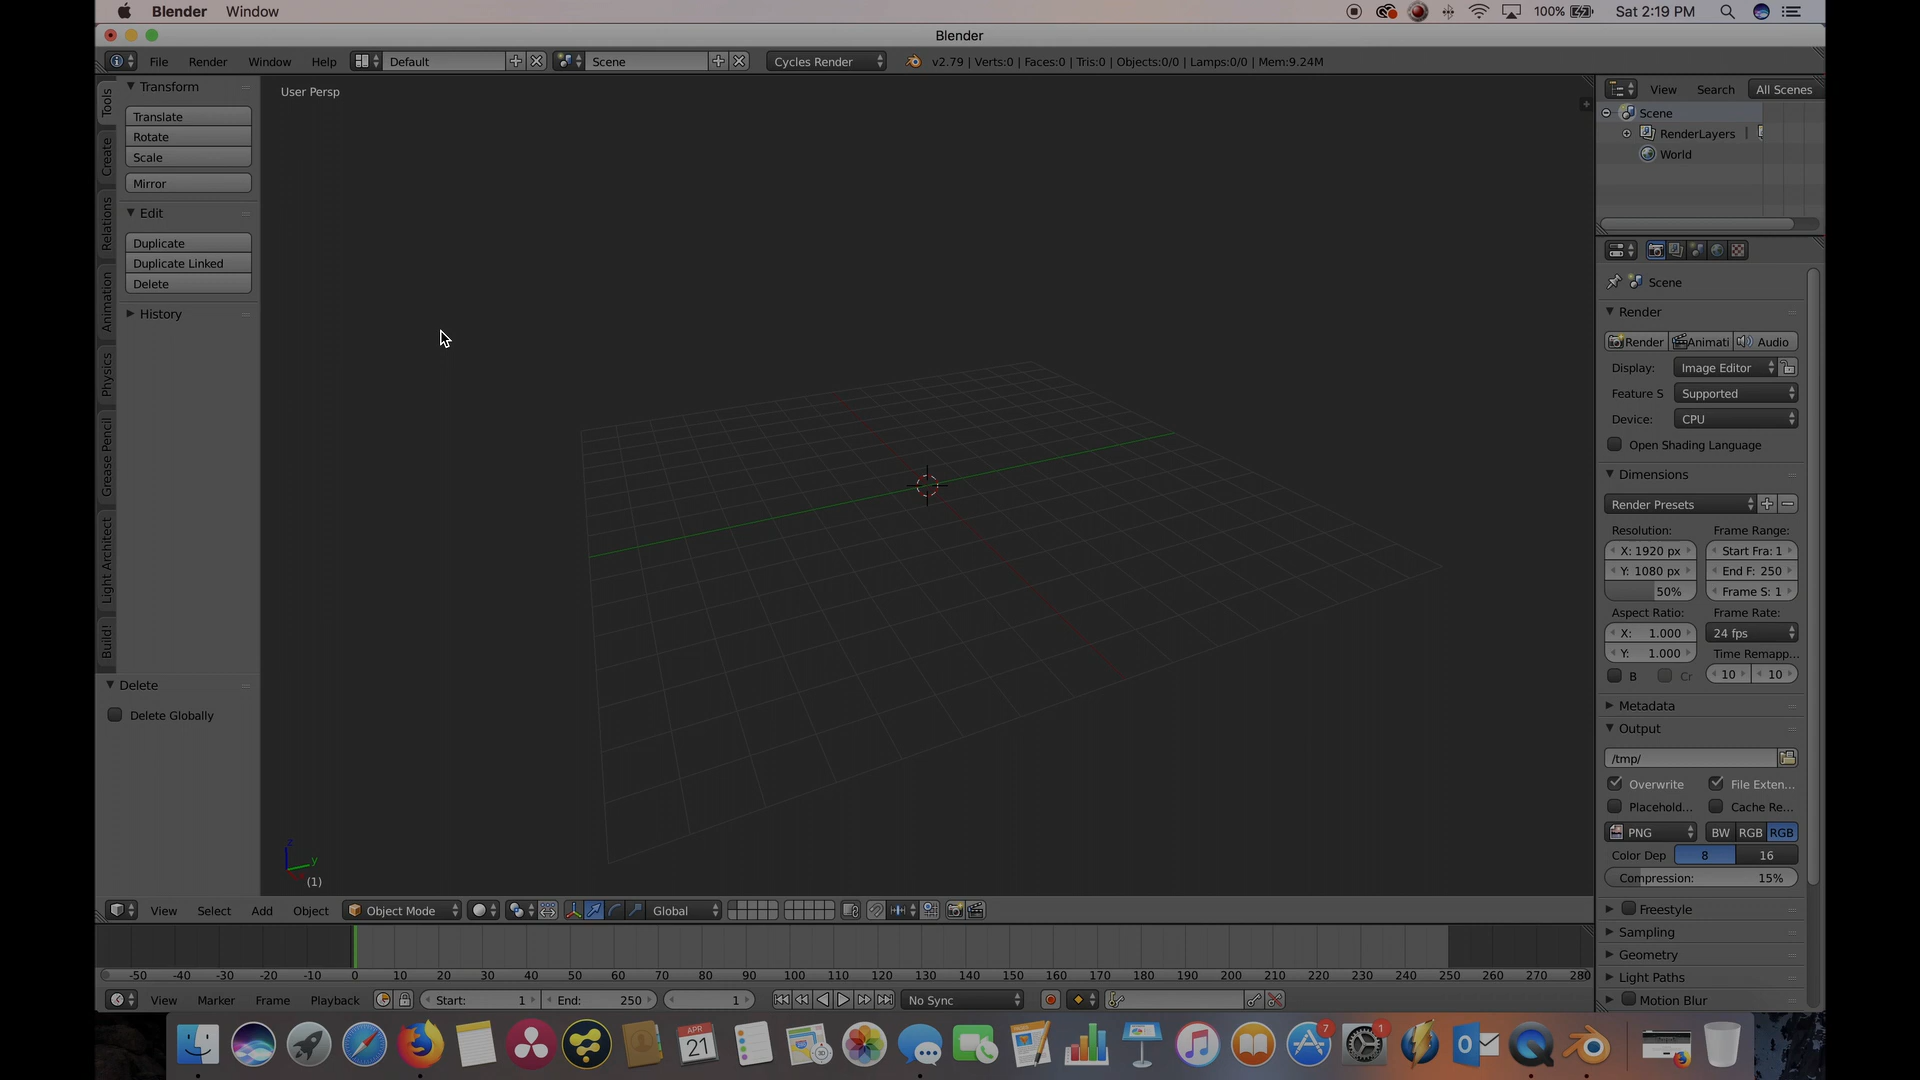 Blender Window 100% Sat 2:19 PM
Blender
File Render Window Help Default Scene Cycles Render v2.79 | Verts:0 | Faces:0 | Tris:0 | Objects:0/0 | Lamps:0/0 | Mem:9.24M
Tools
Create
Relations
Animation
Physics
Grease Pencil
Light Architect
Build!
Transform
Translate
Rotate
Scale
Mirror
Edit
Duplicate
Duplicate Linked
Delete
History
Delete
Delete Globally
User Persp
z
y
(1)
View Search All Scenes
Scene
RenderLayers |
World
Scene
Render
Render Animati Audio
Display: Image Editor
Feature S Supported
Device: CPU
Open Shading Language
Dimensions
Render Presets
Resolution: Frame Range:
X: 1920 px Start Fra: 1
Y: 1080 px End F: 250
50% Frame S: 1
Aspect Ratio: Frame Rate:
X: 1.000 24 fps
Y: 1.000 Time Remapp...
B Cr 10 10
Metadata
Output
/tmp/
Overwrite File Exten...
Placehold... Cache Re...
PNG BW RGB RGB
Color Dep 8 16
Compression: 15%
Freestyle
Sampling
Geometry
Light Paths
Motion Blur
View Select Add Object Object Mode Global
-50 -40 -30 -20 -10 0 10 20 30 40 50 60 70 80 90 100 110 120 130 140 150 160 170 180 190 200 210 220 230 240 250 260 270 280
View Marker Frame Playback Start: 1 End: 250 1 No Sync
APR
21
7
1